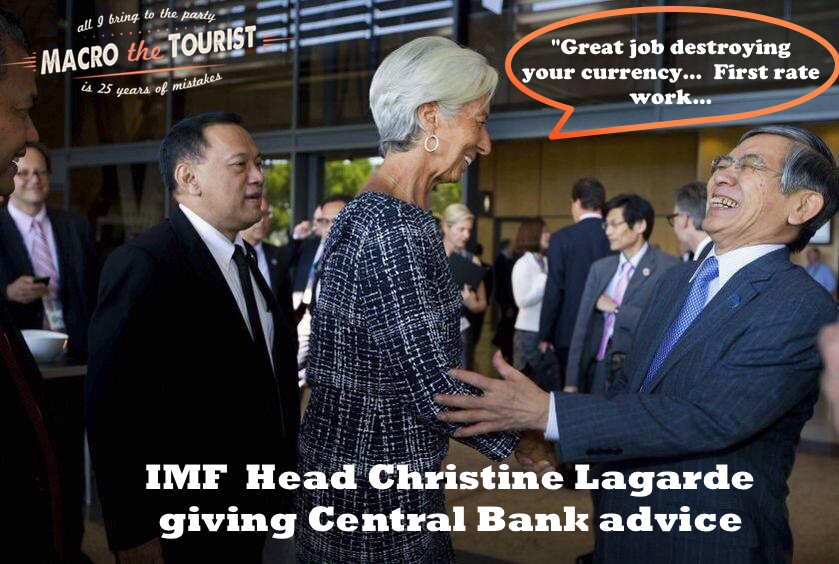 all I bring to the party
MACRO the TOURIST
is 25 years of mistakes
"Great job destroying
your currency... First rate
work...
IMF Head Christine Lagarde
giving Central Bank advice